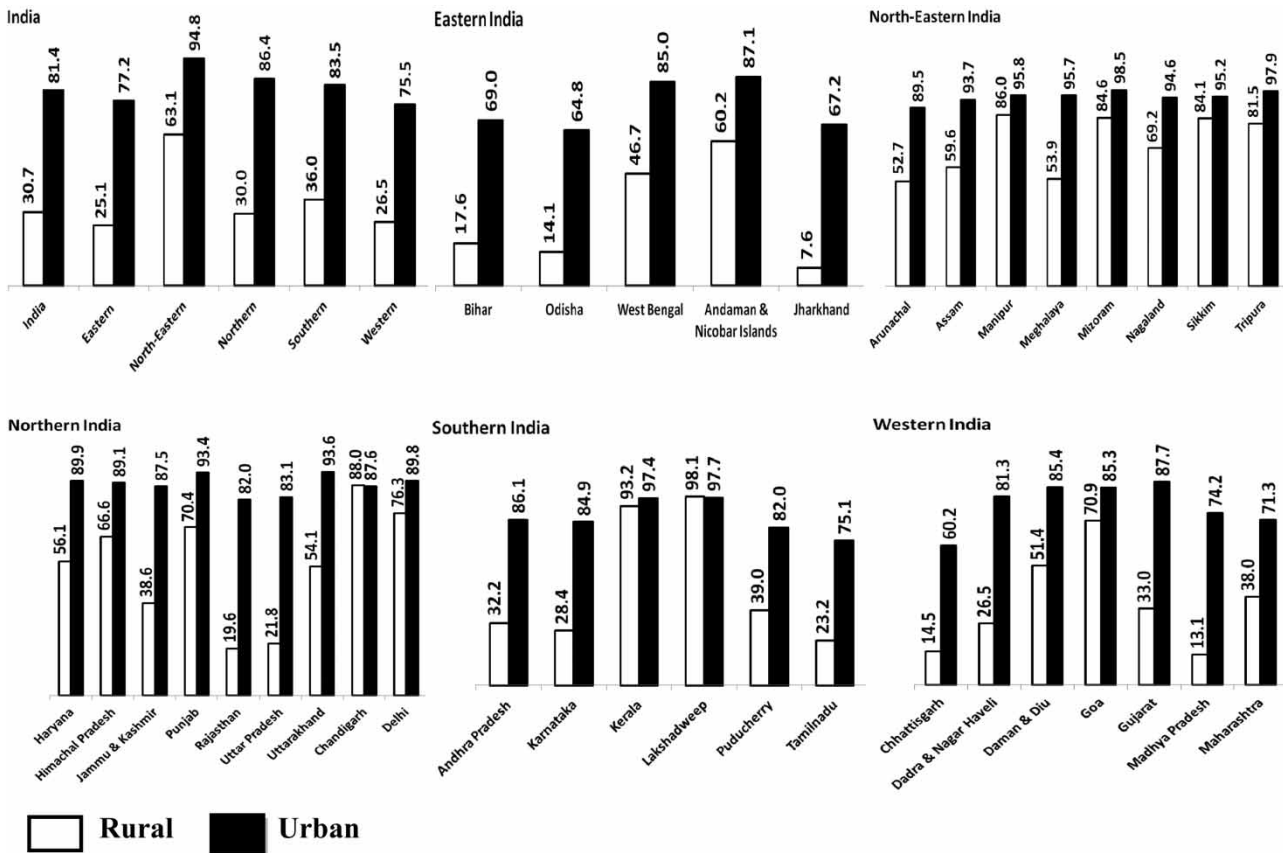 India
30.7 81.4
25.1 77.2
63.1 94.8
30.0 86.4
36.0 83.5
26.5 75.5
India Eastern North-Eastern Northern Southern Western
Eastern India
17.6 69.0
14.1 64.8
46.7 85.0
60.2 87.1
7.6 67.2
Bihar Odisha West Bengal Andaman & Jharkhand
Nicobar Islands
North-Eastern India
52.7 89.5
59.6 93.7
86.0 95.8
53.9 95.7
84.6 98.5
69.2 94.6
84.1 95.2
81.5 97.9
Arunachal Assam Manipur Meghalaya Mizoram Nagaland Sikkim Tripura
Northern India
56.1 89.9
66.6 89.1
38.6 87.5
70.4 93.4
19.6 82.0
21.8 83.1
54.1 93.6
88.0 87.6
76.3 89.8
Haryana Himachal Pradesh Jammu & Kashmir Punjab Rajasthan Uttar Pradesh Uttarakhand Chandigarh Delhi
Southern India
32.2 86.1
28.4 84.9
93.2 97.4
98.1 97.7
39.0 82.0
23.2 75.1
Andhra Pradesh Karnataka Kerala Lakshadweep Puducherry Tamilnadu
Western India
14.5 60.2
26.5 81.3
51.4 85.4
70.9 85.3
33.0 87.7
13.1 74.2
38.0 71.3
Chhattisgarh Dadra & Nagar Haveli Daman & Diu Goa Gujarat Madhya Pradesh Maharashtra
Rural Urban